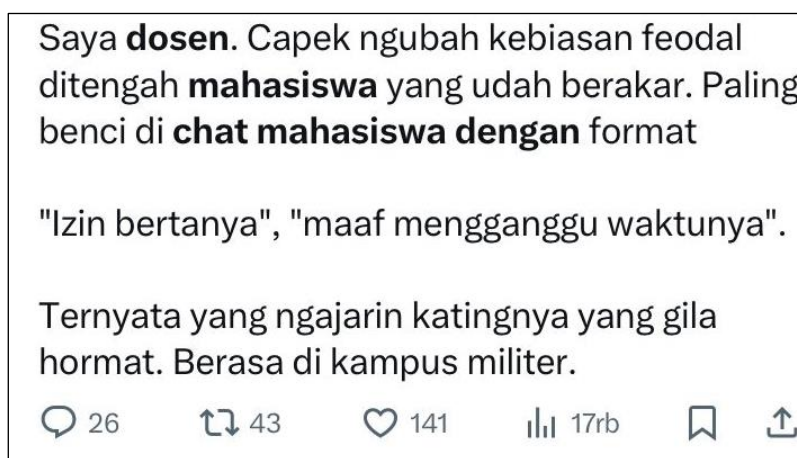 Saya dosen. Capek ngubah kebiasan feodal
ditengah mahasiswa yang udah berakar. Paling
benci di chat mahasiswa dengan format
"Izin bertanya", "maaf mengganggu waktunya".
Ternyata yang ngajarin katingnya yang gila
hormat. Berasa di kampus militer.
26 43 141 17rb